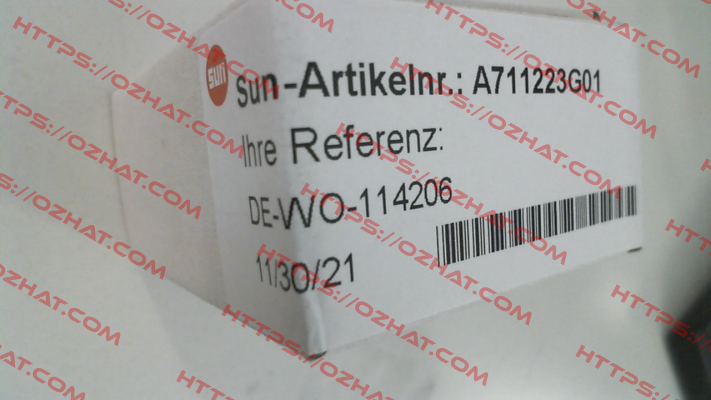 sun
Sun-Artikelnr.: A711223G01
Ihre Referenz:
DE-WO-114206
11/30/21
HTTPS://OZHAT.COM